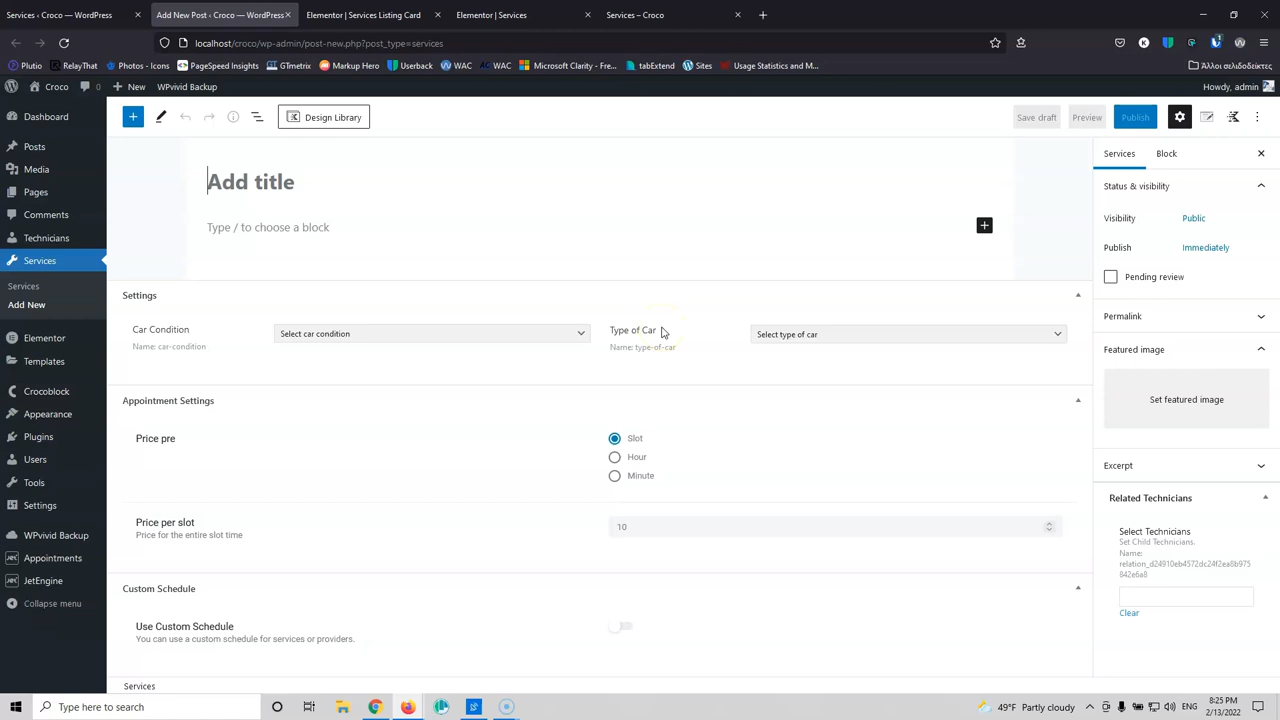 Services ‹ Croco — WordPress
Add New ‹ Croco — WordPress
Elementor | Services Listing Card
Elementor | Services
Services – Croco
localhost/croco/wp-admin/post-new.php?post_type=services
Plutio
RelayThat
Photos - Icons
PageSpeed Insights
GTmetrix
Markup Hero
Userback
WAC
WAC
Microsoft Clarity - Fre...
tabExtend
Sites
Usage Statistics and M...
Άλλοι σελιδοδείκτες
Croco
New
WPvivid Backup
Howdy, admin
Dashboard
Posts
Media
Pages
Comments
Technicians
Services
Services
Add New
Elementor
Templates
Crocoblock
Appearance
Plugins
Users
Tools
Settings
WPvivid Backup
Appointments
JetEngine
Collapse menu
Design Library
Save draft
Preview
Publish
Add title
Type / to choose a block
Settings
Car Condition
Name: car-condition
Select car condition
Type of Car
Name: type-of-car
Select type of car
Appointment Settings
Price pre
Slot
Hour
Minute
Price per slot
Price for the entire slot time
10
Custom Schedule
Use Custom Schedule
You can use a custom schedule for services or providers.
Services
Services
Block
Status & visibility
Visibility
Public
Publish
Immediately
Pending review
Permalink
Featured image
Set featured image
Excerpt
Related Technicians
Select Technicians
Set Child Technicians.
Name:
relation_d24910eb4572dc24f2ea8b975
842e6a8
Clear
Type here to search
49°F Partly cloudy
ENG
8:25 PM
2/13/2022